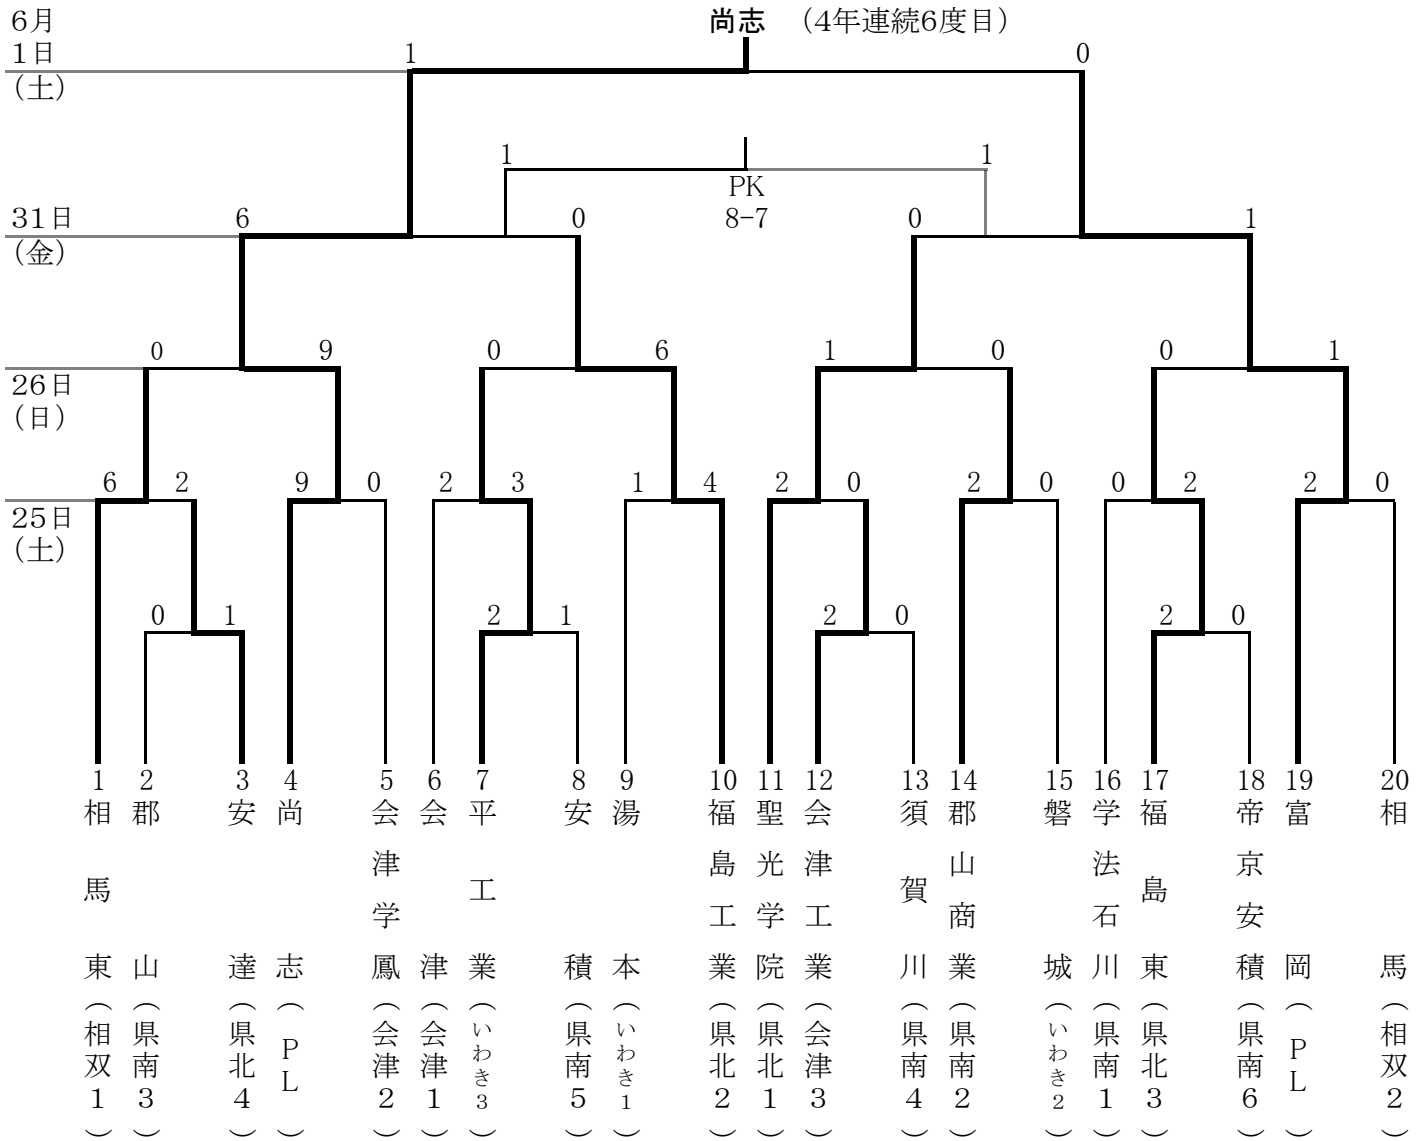 6月
1日
(土)
尚志 （4年連続6度目）
1 0
1 1
PK
8-7
31日
(金)
6 0 0 1
0 9 0 6 1 0 0 1
26日
(日)
6 2 9 0 2 3 1 4 2 0 2 0 0 2 2 0
25日
(土)
0 1 2 1 2 0 2 0
1 相馬東（相双1）
2 郡山（県南3）
3 安達（県北4）
4 尚志（PL）
5 会津学鳳（会津2）
6 会津（会津1）
7 平工業（いわき3）
8 安積（県南5）
9 湯本（いわき1）
10 福島工業（県北2）
11 聖光学院（県北1）
12 会津工業（会津3）
13 須賀川（県南4）
14 郡山商業（県南2）
15 磐城（いわき2）
16 学法石川（県南1）
17 福島東（県北3）
18 帝京安積（県南6）
19 富岡（PL）
20 相馬（相双2）